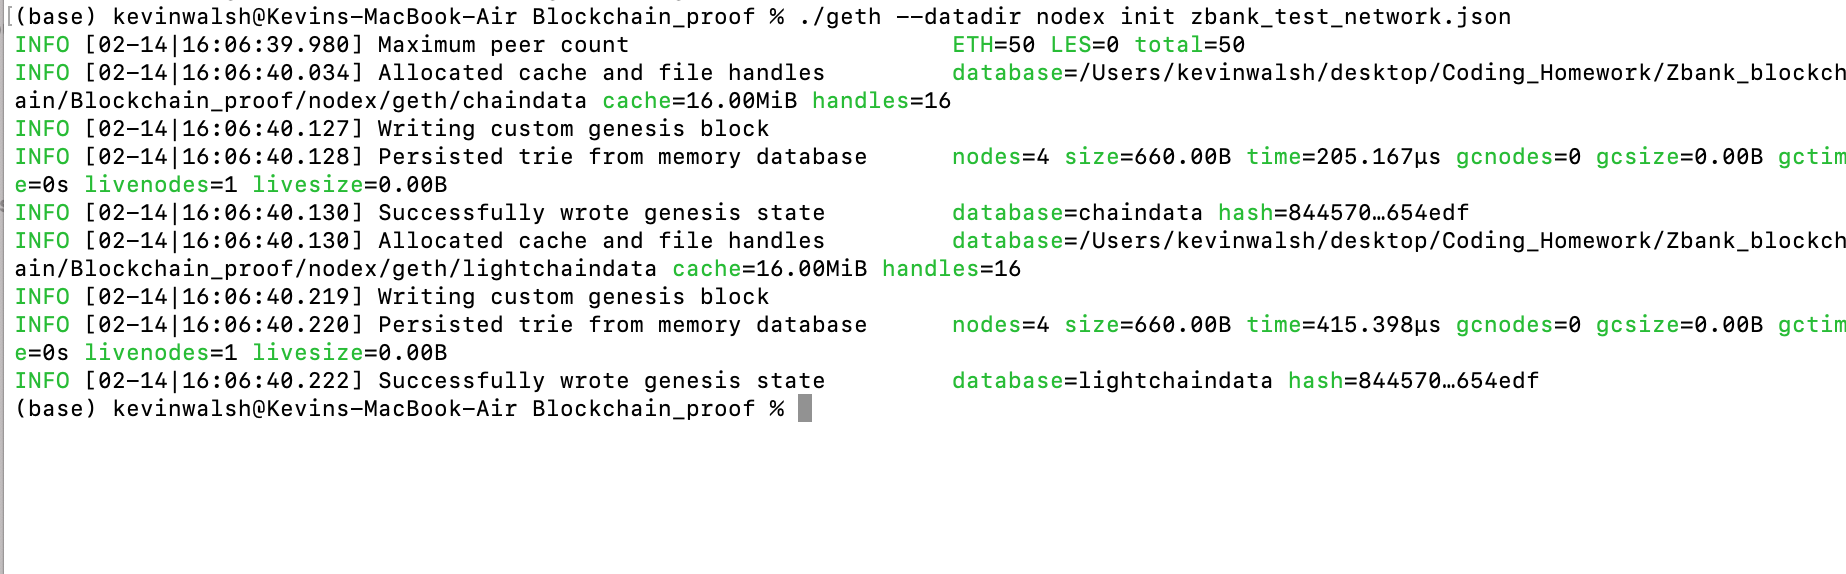 [(base) kevinwalsh@Kevins-MacBook-Air Blockchain_proof % ./geth --datadir nodex init zbank_test_network.json
INFO [02-14|16:06:39.980] Maximum peer count                       ETH=50 LES=0 total=50
INFO [02-14|16:06:40.034] Allocated cache and file handles         database=/Users/kevinwalsh/desktop/Coding_Homework/Zbank_blockch
ain/Blockchain_proof/nodex/geth/chaindata cache=16.00MiB handles=16
INFO [02-14|16:06:40.127] Writing custom genesis block
INFO [02-14|16:06:40.128] Persisted trie from memory database      nodes=4 size=660.00B time=205.167µs gcnodes=0 gcsize=0.00B gctim
e=0s livenodes=1 livesize=0.00B
INFO [02-14|16:06:40.130] Successfully wrote genesis state         database=chaindata hash=844570…654edf
INFO [02-14|16:06:40.130] Allocated cache and file handles         database=/Users/kevinwalsh/desktop/Coding_Homework/Zbank_blockch
ain/Blockchain_proof/nodex/geth/lightchaindata cache=16.00MiB handles=16
INFO [02-14|16:06:40.219] Writing custom genesis block
INFO [02-14|16:06:40.220] Persisted trie from memory database      nodes=4 size=660.00B time=415.398µs gcnodes=0 gcsize=0.00B gctim
e=0s livenodes=1 livesize=0.00B
INFO [02-14|16:06:40.222] Successfully wrote genesis state         database=lightchaindata hash=844570…654edf
(base) kevinwalsh@Kevins-MacBook-Air Blockchain_proof %